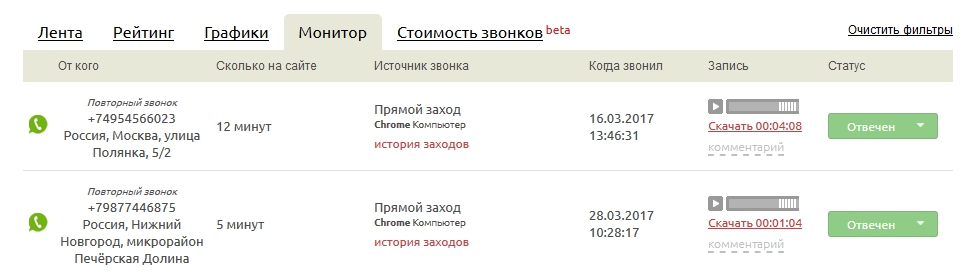 Лента Рейтинг Графики Монитор Стоимость звонков beta Очистить фильтры
От кого Сколько на сайте Источник звонка Когда звонил Запись Статус
Повторный звонок
+74954566023
Россия, Москва, улица
Полянка, 5/2
12 минут
Прямой заход
Chrome Компьютер
история заходов
16.03.2017
13:46:31
Скачать 00:04:08
комментарий
Отвечен
Повторный звонок
+79877446875
Россия, Нижний
Новгород, микрорайон
Печёрская Долина
5 минут
Прямой заход
Chrome Компьютер
история заходов
28.03.2017
10:28:17
Скачать 00:01:04
комментарий
Отвечен